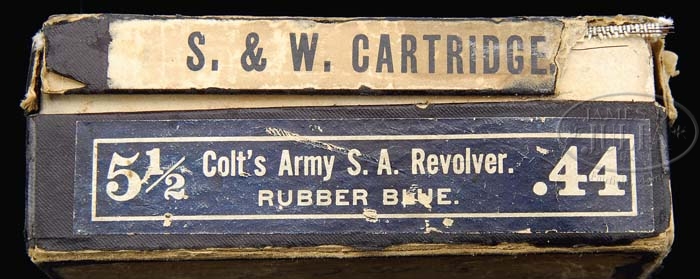 S. & W. CARTRIDGE.
5½ Colt's Army S. A. Revolver. .44
RUBBER BLUE.